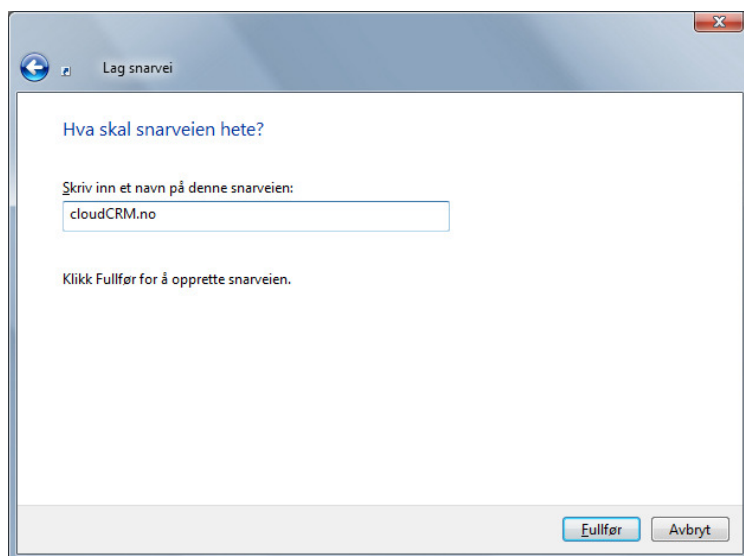 Lag snarvei
Hva skal snarveien hete?
Skriv inn et navn på denne snarveien:
cloudCRM.no
Klikk Fullfør for å opprette snarveien.
Fullfør
Avbryt